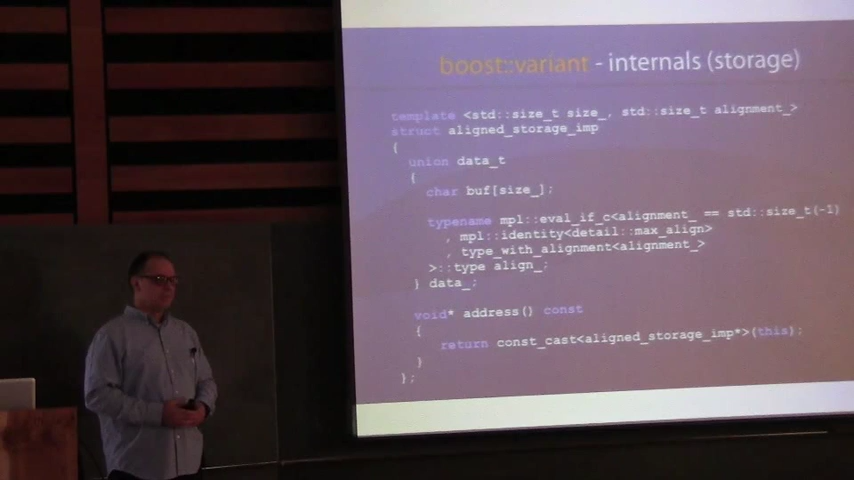 boost::variant - internals (storage)
template <std::size_t size_, std::size_t alignment_>
struct aligned_storage_imp
{
union data_t
{
char buf[size_];
typename mpl::eval_if_c<alignment_ == std::size_t(-1)
, mpl::identity<detail::max_align>
, type_with_alignment<alignment_>
>::type align_;
} data_;
void* address() const
{
return const_cast<aligned_storage_imp*>(this);
}
};